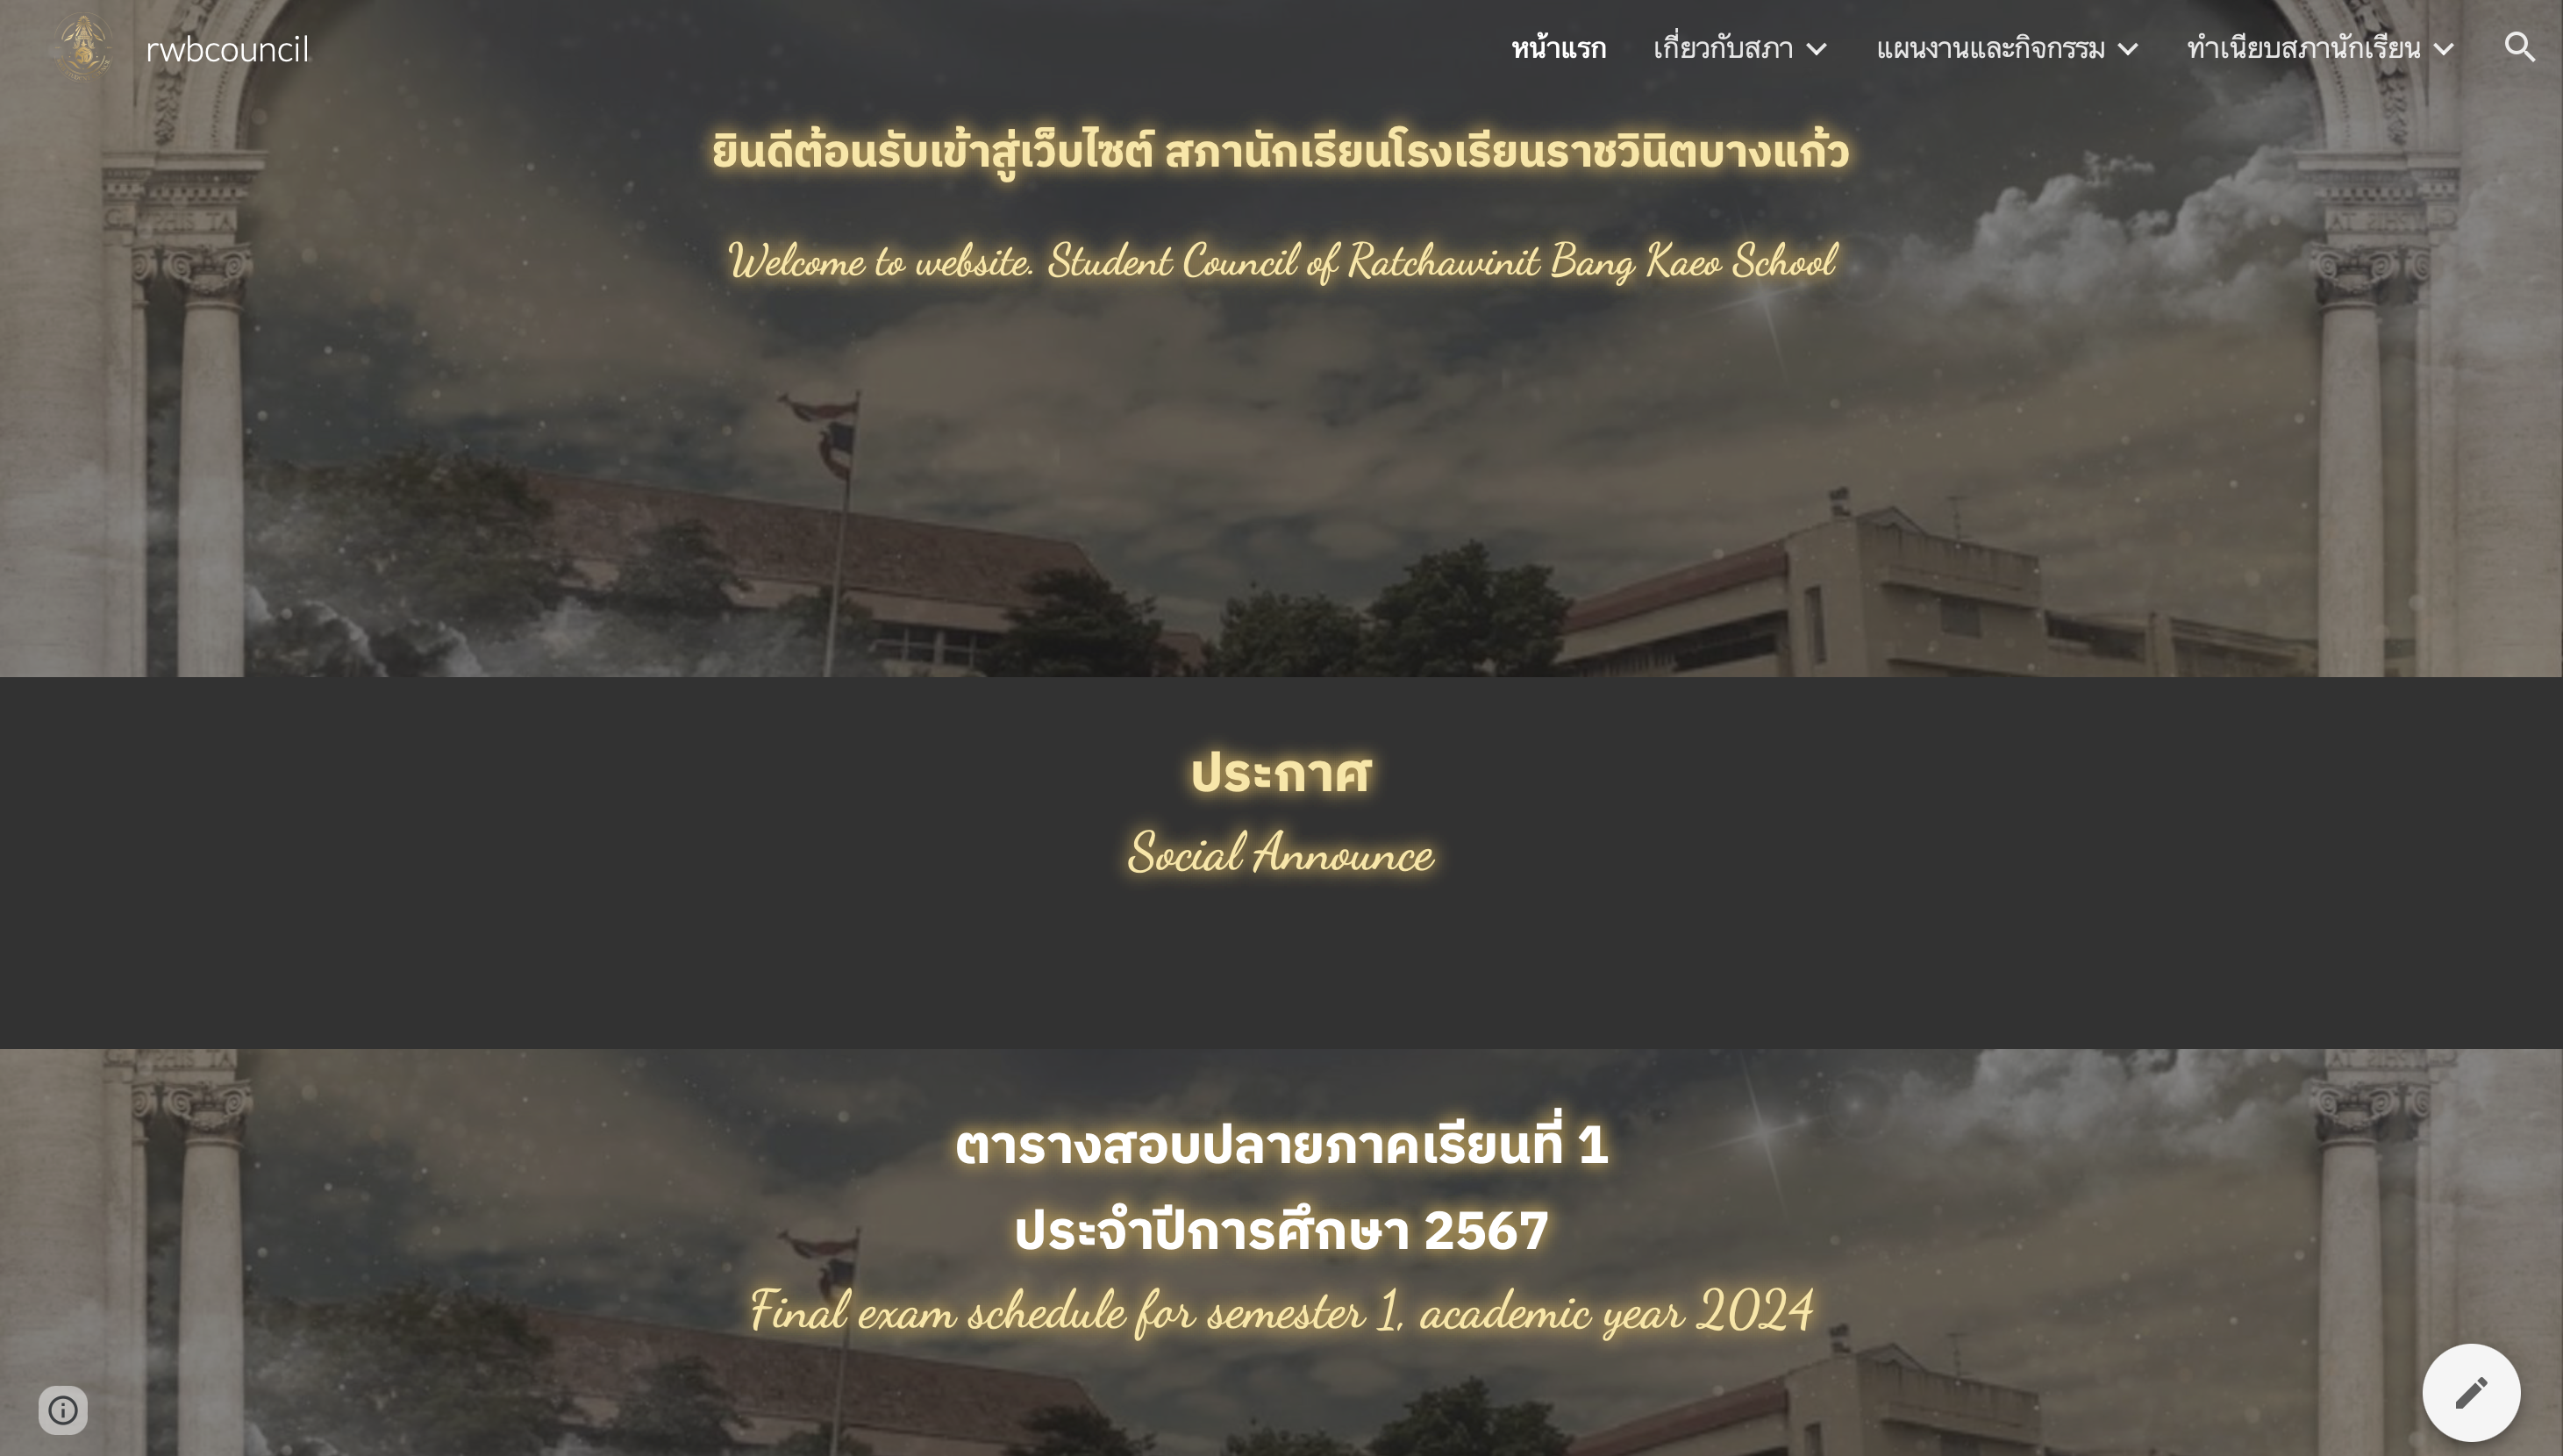 rwbcouncil
หน้าแรก
เกี่ยวกับสภา
แผนงานและกิจกรรม
ทำเนียบสภานักเรียน
ยินดีต้อนรับเข้าสู่เว็บไซต์ สภานักเรียนโรงเรียนราชวินิตบางแก้ว
Welcome to website. Student Council of Ratchawinit Bang Kaeo School
ประกาศ
Social Announce
ตารางสอบปลายภาคเรียนที่ 1
ประจำปีการศึกษา 2567
Final exam schedule for semester 1, academic year 2024